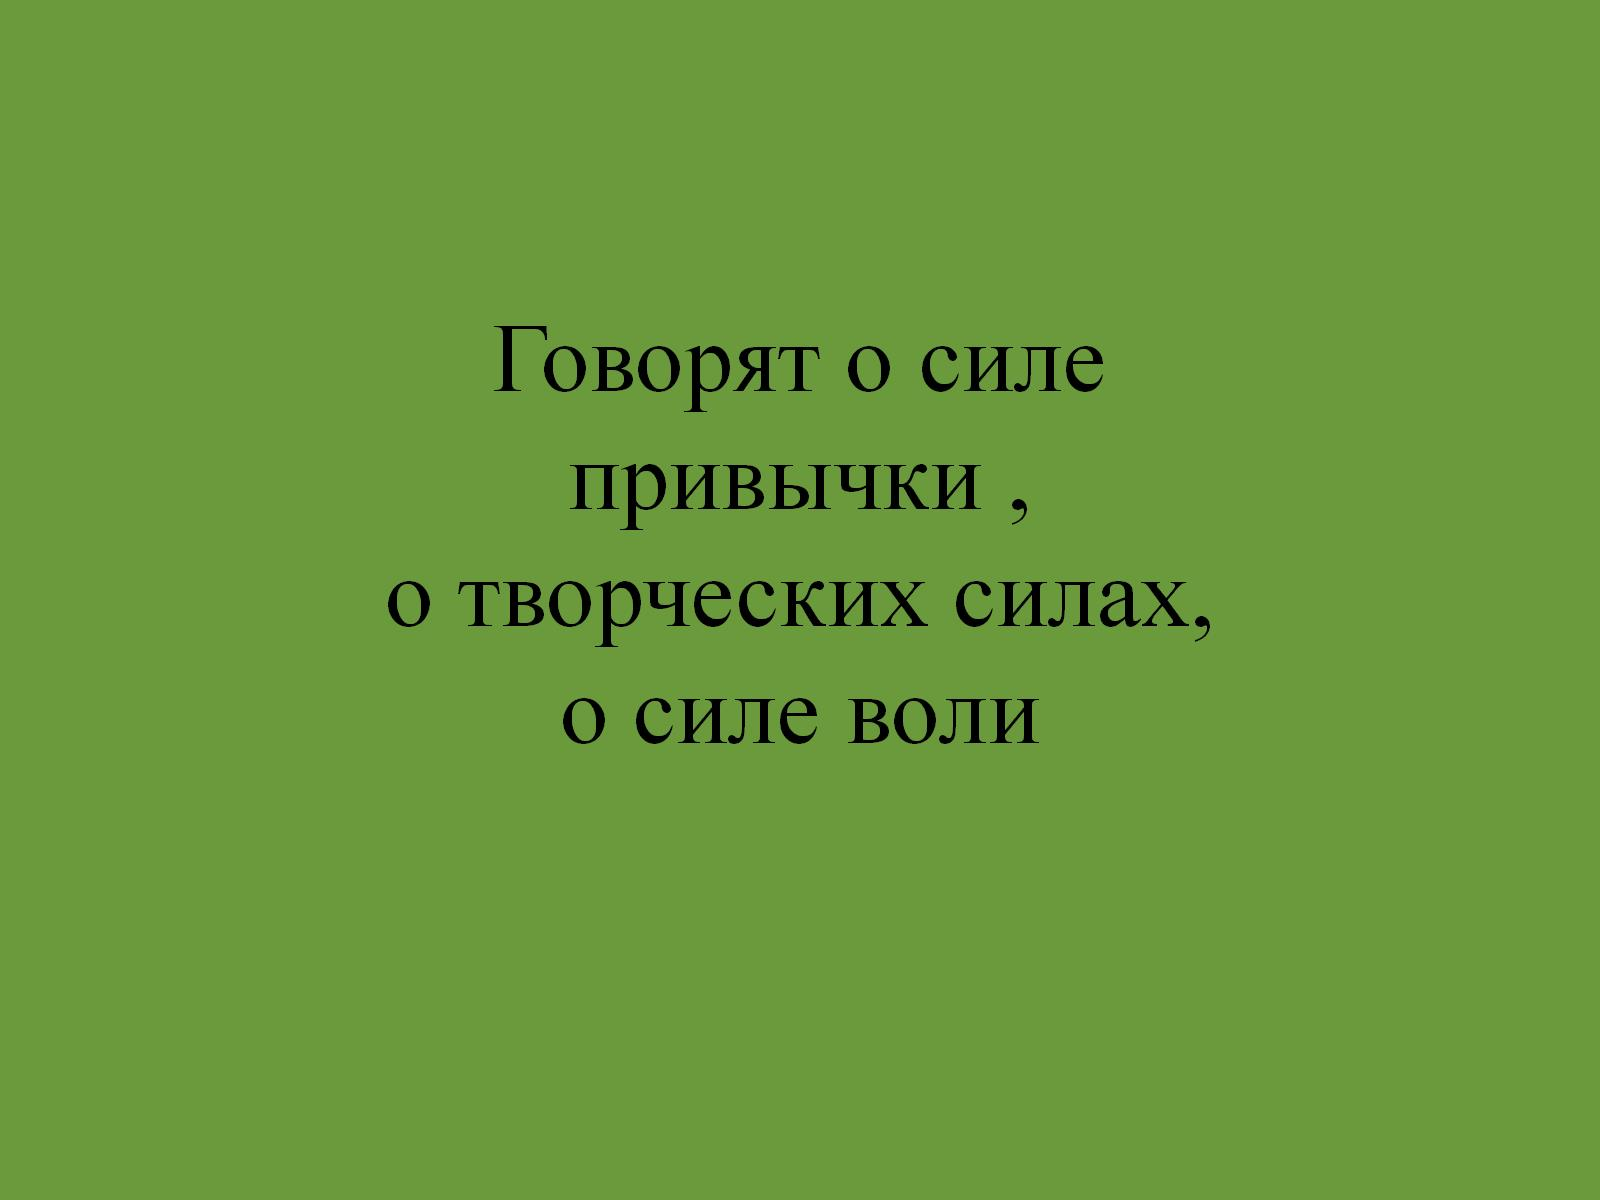 Говорят о силе
привычки ,
о творческих силах,
о силе воли